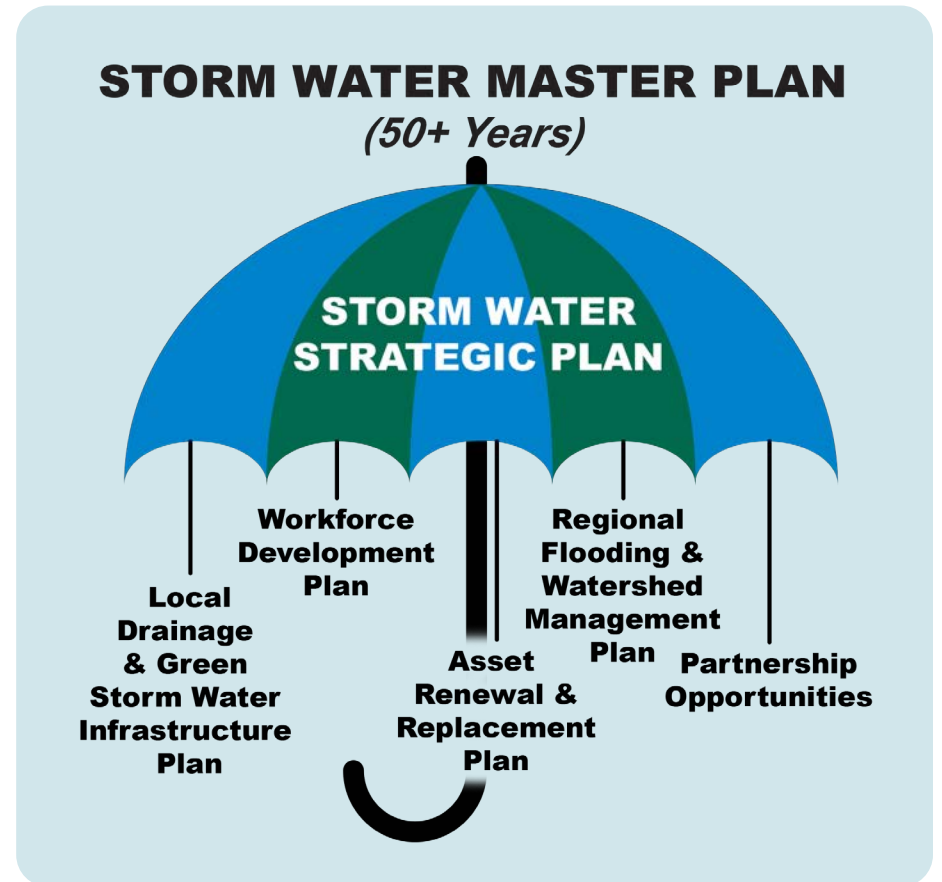 STORM WATER MASTER PLAN
(50+ Years)
STORM WATER
STRATEGIC PLAN
Local
Drainage
& Green
Storm Water
Infrastructure
Plan
Workforce
Development
Plan
Asset
Renewal &
Replacement
Plan
Regional
Flooding &
Watershed
Management
Plan
Partnership
Opportunities